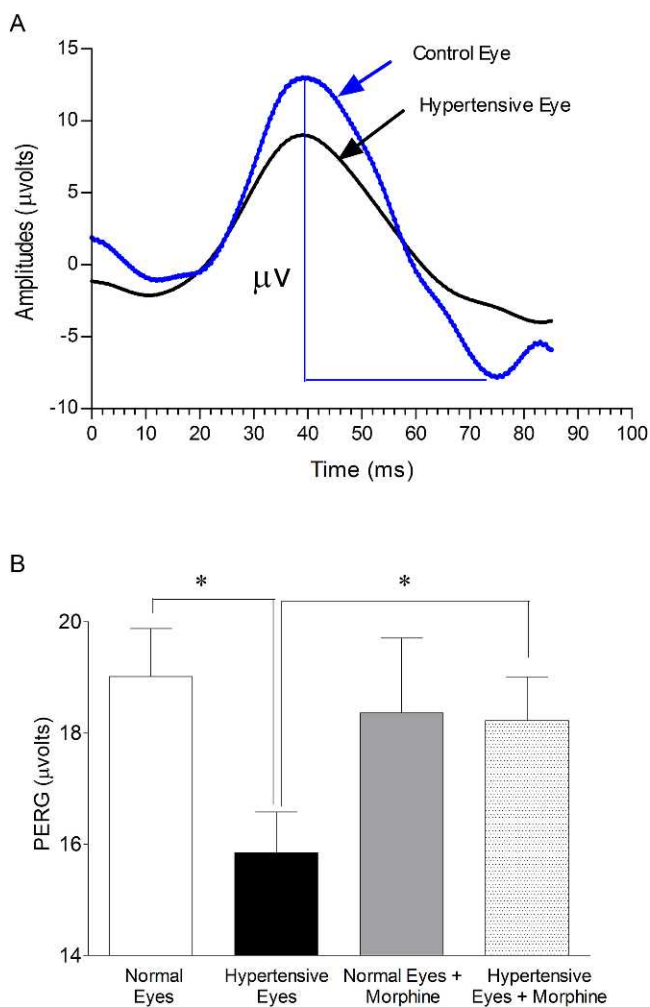 A
15
10
5
0
-5
-10
Amplitudes (μvolts)
Control Eye
Hypertensive Eye
μV
0 10 20 30 40 50 60 70 80 90 100
Time (ms)
B
* *
20
18
16
14
PERG (μvolts)
Normal Hypertensive Normal Eyes + Hypertensive
Eyes Eyes Morphine Eyes + Morphine